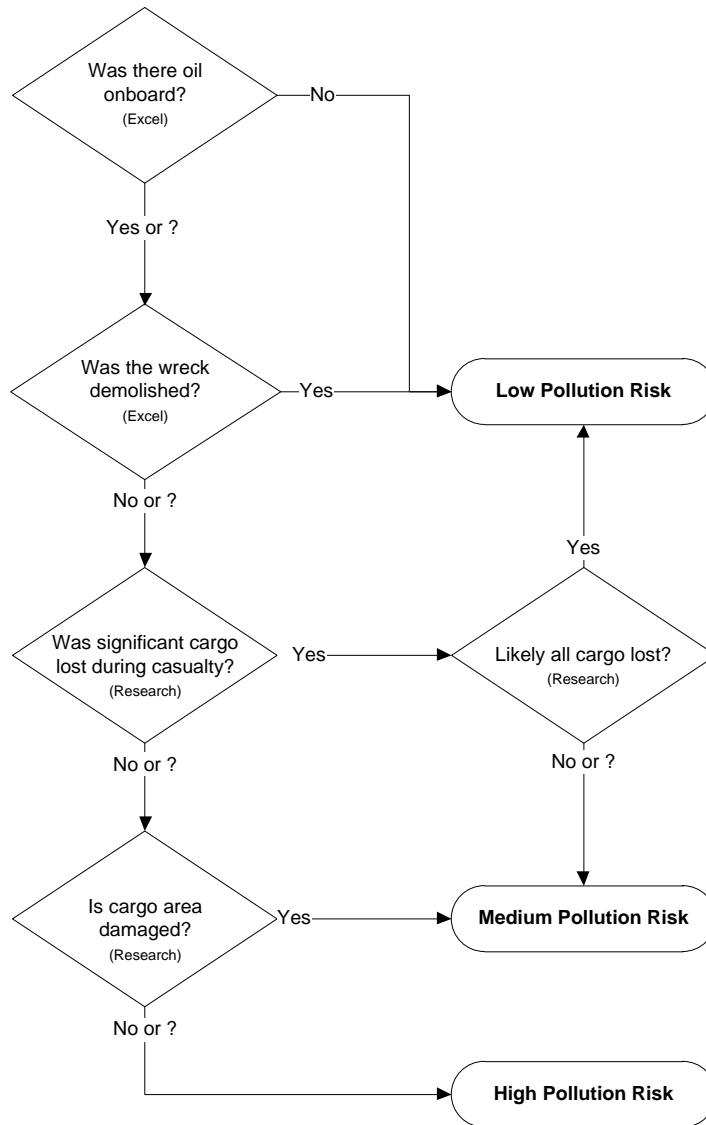 Was there oil
onboard?
(Excel)
No
Yes or ?
Was the wreck
demolished?
(Excel)
Yes
Low Pollution Risk
No or ?
Yes
Was significant cargo
lost during casualty?
(Research)
Yes
Likely all cargo lost?
(Research)
No or ?
No or ?
Is cargo area
damaged?
(Research)
Yes
Medium Pollution Risk
No or ?
High Pollution Risk